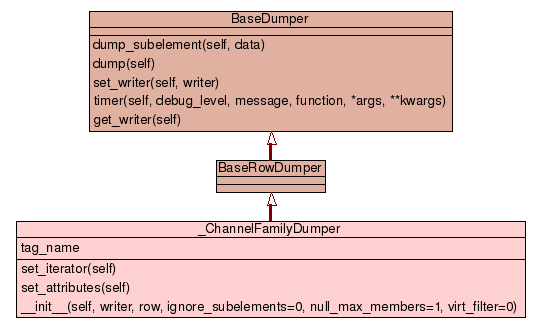 BaseDumper
dump_subelement(self, data)
dump(self)
set_writer(self, writer)
timer(self, debug_level, message, function, *args, **kwargs)
get_writer(self)
BaseRowDumper
_ChannelFamilyDumper
tag_name
set_iterator(self)
set_attributes(self)
__init__(self, writer, row, ignore_subelements=0, null_max_members=1, virt_filter=0)